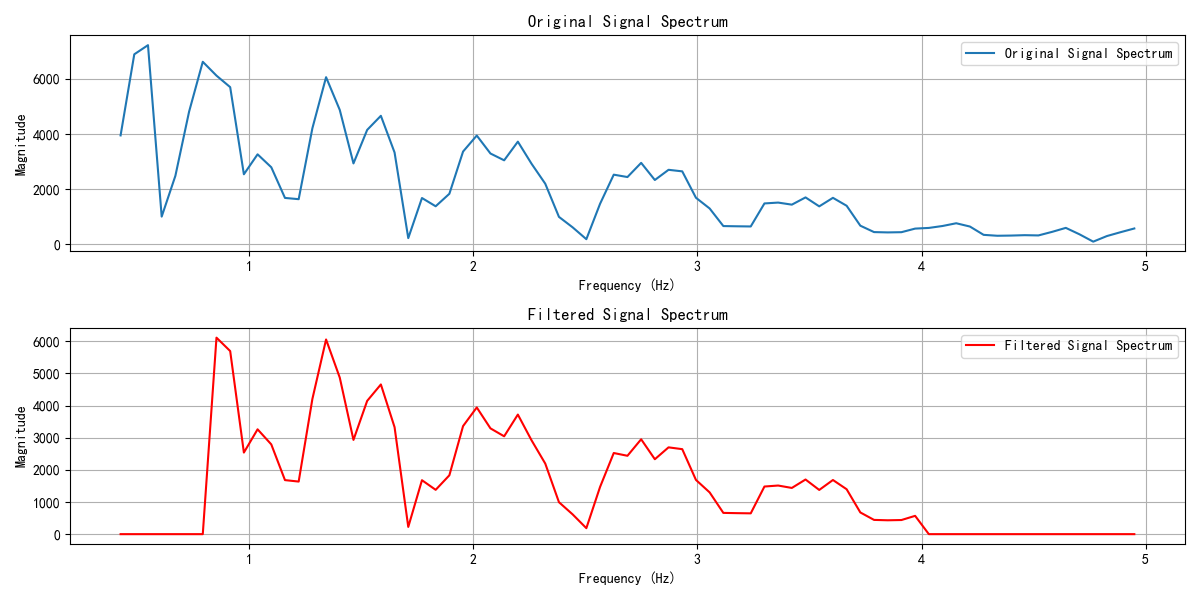 Original Signal Spectrum
Original Signal Spectrum
Magnitude
6000
4000
2000
0
1 2 3 4 5
Frequency (Hz)
Filtered Signal Spectrum
Filtered Signal Spectrum
Magnitude
6000
5000
4000
3000
2000
1000
0
1 2 3 4 5
Frequency (Hz)